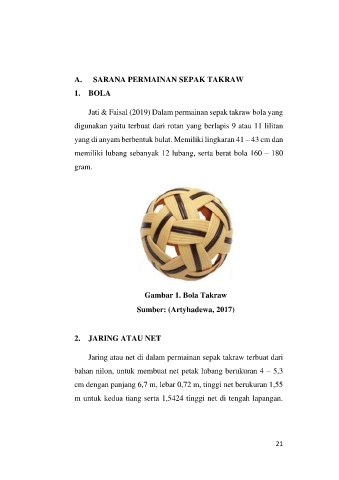 A. SARANA PERMAINAN SEPAK TAKRAW
1. BOLA
Jati & Faisal (2019) Dalam permainan sepak takraw bola yang
digunakan yaitu terbuat dari rotan yang berlapis 9 atau 11 lilitan
yang di anyam berbentuk bulat. Memiliki lingkaran 41 – 43 cm dan
memiliki lubang sebanyak 12 lubang, serta berat bola 160 – 180
gram.
Gambar 1. Bola Takraw
Sumber: (Artyhadewa, 2017)
2. JARING ATAU NET
Jaring atau net di dalam permainan sepak takraw terbuat dari
bahan nilon, untuk membuat net petak lubang berukuran 4 – 5,3
cm dengan panjang 6,7 m, lebar 0,72 m, tinggi net berukuran 1,55
m untuk kedua tiang serta 1,5424 tinggi net di tengah lapangan.
21